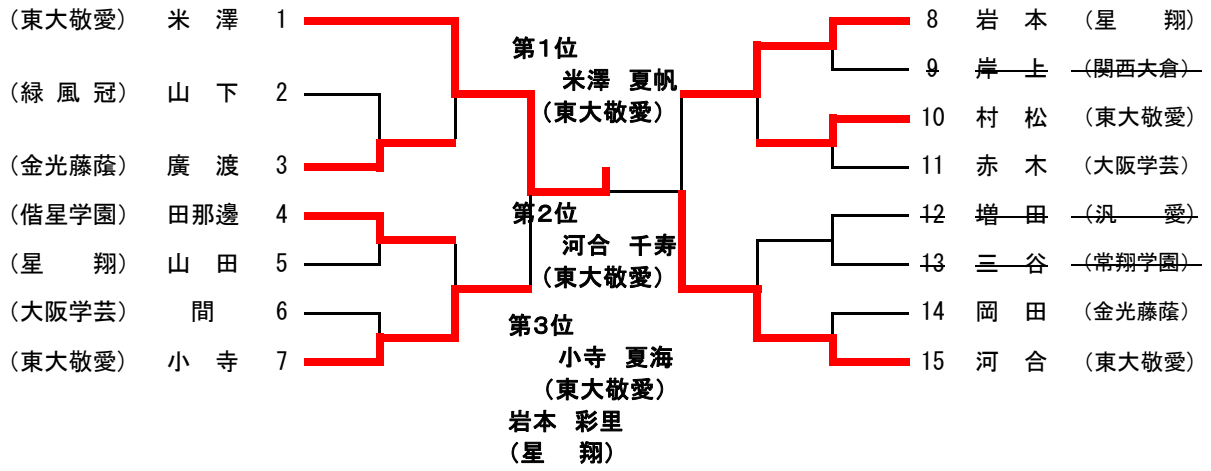 (東大敬愛) 米 澤 1
(緑 風 冠) 山 下 2
(金光藤蔭) 廣 渡 3
(偕星学園) 田那邊 4
(星 翔) 山 田 5
(大阪学芸) 間 6
(東大敬愛) 小 寺 7
第1位
米澤 夏帆
(東大敬愛)
第2位
河合 千寿
(東大敬愛)
第3位
小寺 夏海
(東大敬愛)
岩本 彩里
(星 翔)
8 岩 本 (星 翔)
9 岸 上 (関西大倉)
10 村 松 (東大敬愛)
11 赤 木 (大阪学芸)
12 増 田 (汎 愛)
13 三 谷 (常翔学園)
14 岡 田 (金光藤蔭)
15 河 合 (東大敬愛)